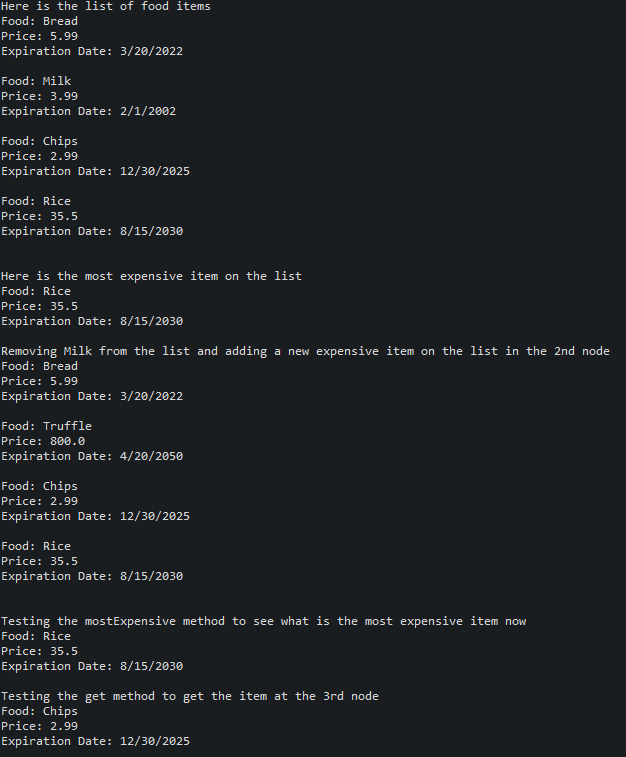 Here is the list of food items
Food: Bread
Price: 5.99
Expiration Date: 3/20/2022
Food: Milk
Price: 3.99
Expiration Date: 2/1/2002
Food: Chips
Price: 2.99
Expiration Date: 12/30/2025
Food: Rice
Price: 35.5
Expiration Date: 8/15/2030
Here is the most expensive item on the list
Food: Rice
Price: 35.5
Expiration Date: 8/15/2030
Removing Milk from the list and adding a new expensive item on the list in the 2nd node
Food: Bread
Price: 5.99
Expiration Date: 3/20/2022
Food: Truffle
Price: 800.0
Expiration Date: 4/20/2050
Food: Chips
Price: 2.99
Expiration Date: 12/30/2025
Food: Rice
Price: 35.5
Expiration Date: 8/15/2030
Testing the mostExpensive method to see what is the most expensive item now
Food: Rice
Price: 35.5
Expiration Date: 8/15/2030
Testing the get method to get the item at the 3rd node
Food: Chips
Price: 2.99
Expiration Date: 12/30/2025